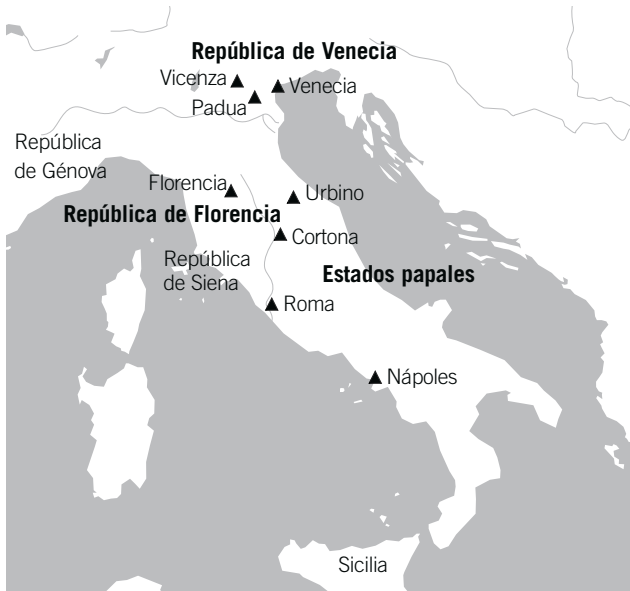 República de Venecia
Vicenza
Venecia
Padua
República
de Génova
Florencia
Urbino
República de Florencia
Cortona
República
de Siena
Estados papales
Roma
Nápoles
Sicilia